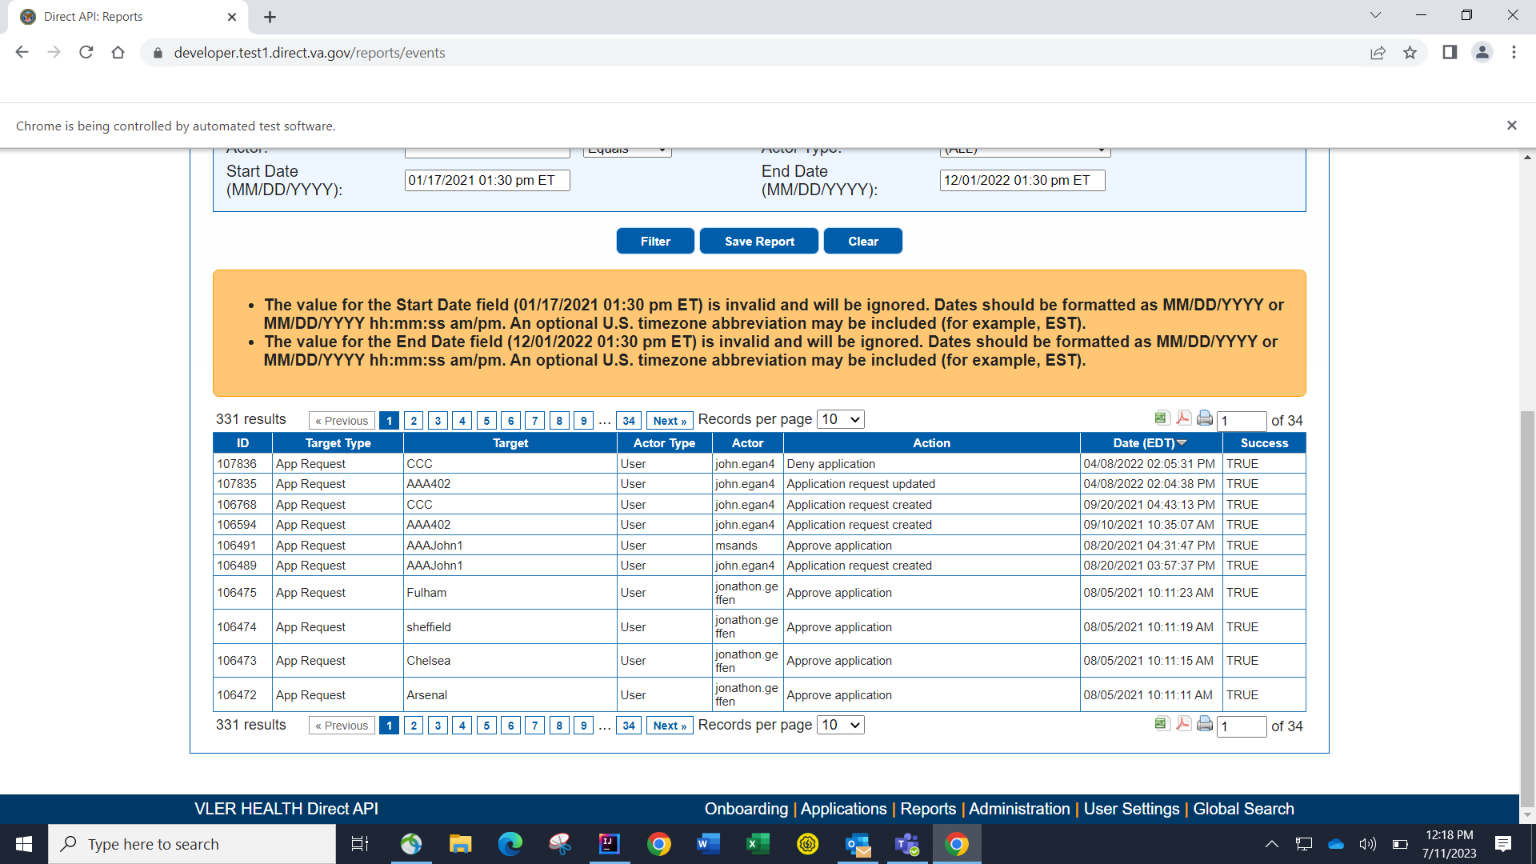 Direct API: Reports
developer.test1.direct.va.gov/reports/events
Chrome is being controlled by automated test software.
Actor: Equals Actor Type: (ALL)
Start Date
(MM/DD/YYYY): 01/17/2021 01:30 pm ET
End Date
(MM/DD/YYYY): 12/01/2022 01:30 pm ET
Filter Save Report Clear
• The value for the Start Date field (01/17/2021 01:30 pm ET) is invalid and will be ignored. Dates should be formatted as MM/DD/YYYY or
MM/DD/YYYY hh:mm:ss am/pm. An optional U.S. timezone abbreviation may be included (for example, EST).
• The value for the End Date field (12/01/2022 01:30 pm ET) is invalid and will be ignored. Dates should be formatted as MM/DD/YYYY or
MM/DD/YYYY hh:mm:ss am/pm. An optional U.S. timezone abbreviation may be included (for example, EST).
331 results « Previous 1 2 3 4 5 6 7 8 9 ... 34 Next » Records per page 10 1 of 34
ID Target Type Target Actor Type Actor Action Date (EDT) Success
107836 App Request CCC User john.egan4 Deny application 04/08/2022 02:05:31 PM TRUE
107835 App Request AAA402 User john.egan4 Application request updated 04/08/2022 02:04:38 PM TRUE
106768 App Request CCC User john.egan4 Application request created 09/20/2021 04:43:13 PM TRUE
106594 App Request AAA402 User john.egan4 Application request created 09/10/2021 10:35:07 AM TRUE
106491 App Request AAAJohn1 User msands Approve application 08/20/2021 04:31:47 PM TRUE
106489 App Request AAAJohn1 User john.egan4 Application request created 08/20/2021 03:57:37 PM TRUE
106475 App Request Fulham User jonathon.ge
ffen Approve application 08/05/2021 10:11:23 AM TRUE
106474 App Request sheffield User jonathon.ge
ffen Approve application 08/05/2021 10:11:19 AM TRUE
106473 App Request Chelsea User jonathon.ge
ffen Approve application 08/05/2021 10:11:15 AM TRUE
106472 App Request Arsenal User jonathon.ge
ffen Approve application 08/05/2021 10:11:11 AM TRUE
331 results « Previous 1 2 3 4 5 6 7 8 9 ... 34 Next » Records per page 10 1 of 34
VLER HEALTH Direct API Onboarding | Applications | Reports | Administration | User Settings | Global Search
Type here to search
12:18 PM
7/11/2023